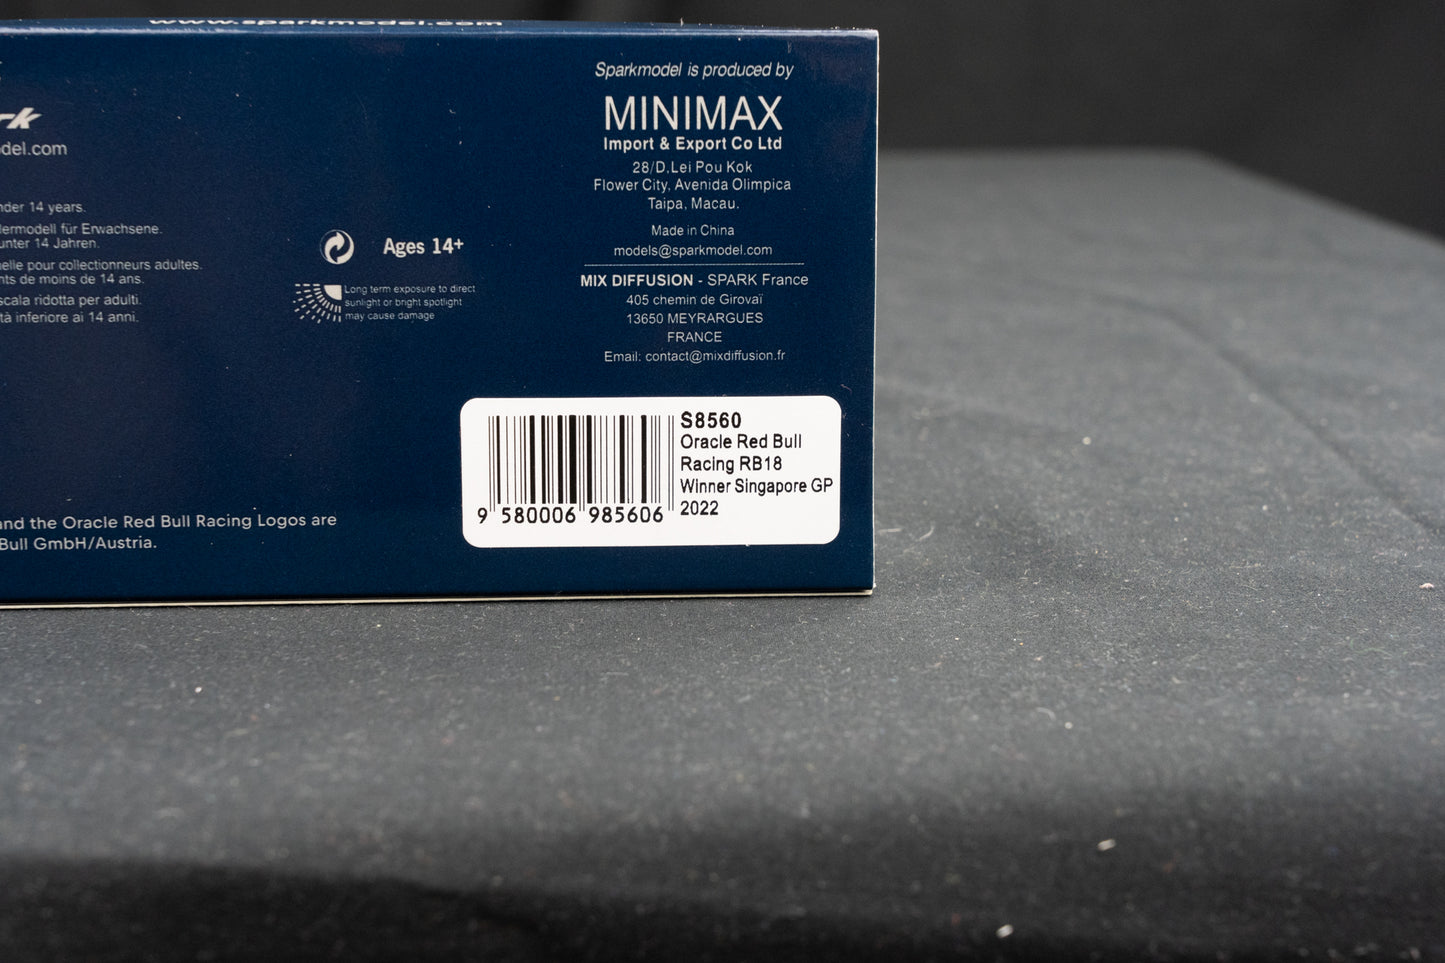 www.sparkmodel.com
rk
del.com
nder 14 years.
lermodell für Erwachsene.
unter 14 Jahren.
elle pour collectionneurs adultes.
nts de moins de 14 ans.
scala ridotta per adulti.
tà inferiore ai 14 anni.
Ages 14+
Long term exposure to direct
sunlight or bright spotlight
may cause damage
and the Oracle Red Bull Racing Logos are
Bull GmbH/Austria.
Sparkmodel is produced by
MINIMAX
Import & Export Co Ltd
28/D,Lei Pou Kok
Flower City, Avenida Olimpica
Taipa, Macau.
Made in China
models@sparkmodel.com
MIX DIFFUSION - SPARK France
405 chemin de Girovaï
13650 MEYRARGUES
FRANCE
Email: contact@mixdiffusion.fr
9 580006 985606
S8560
Oracle Red Bull
Racing RB18
Winner Singapore GP
2022